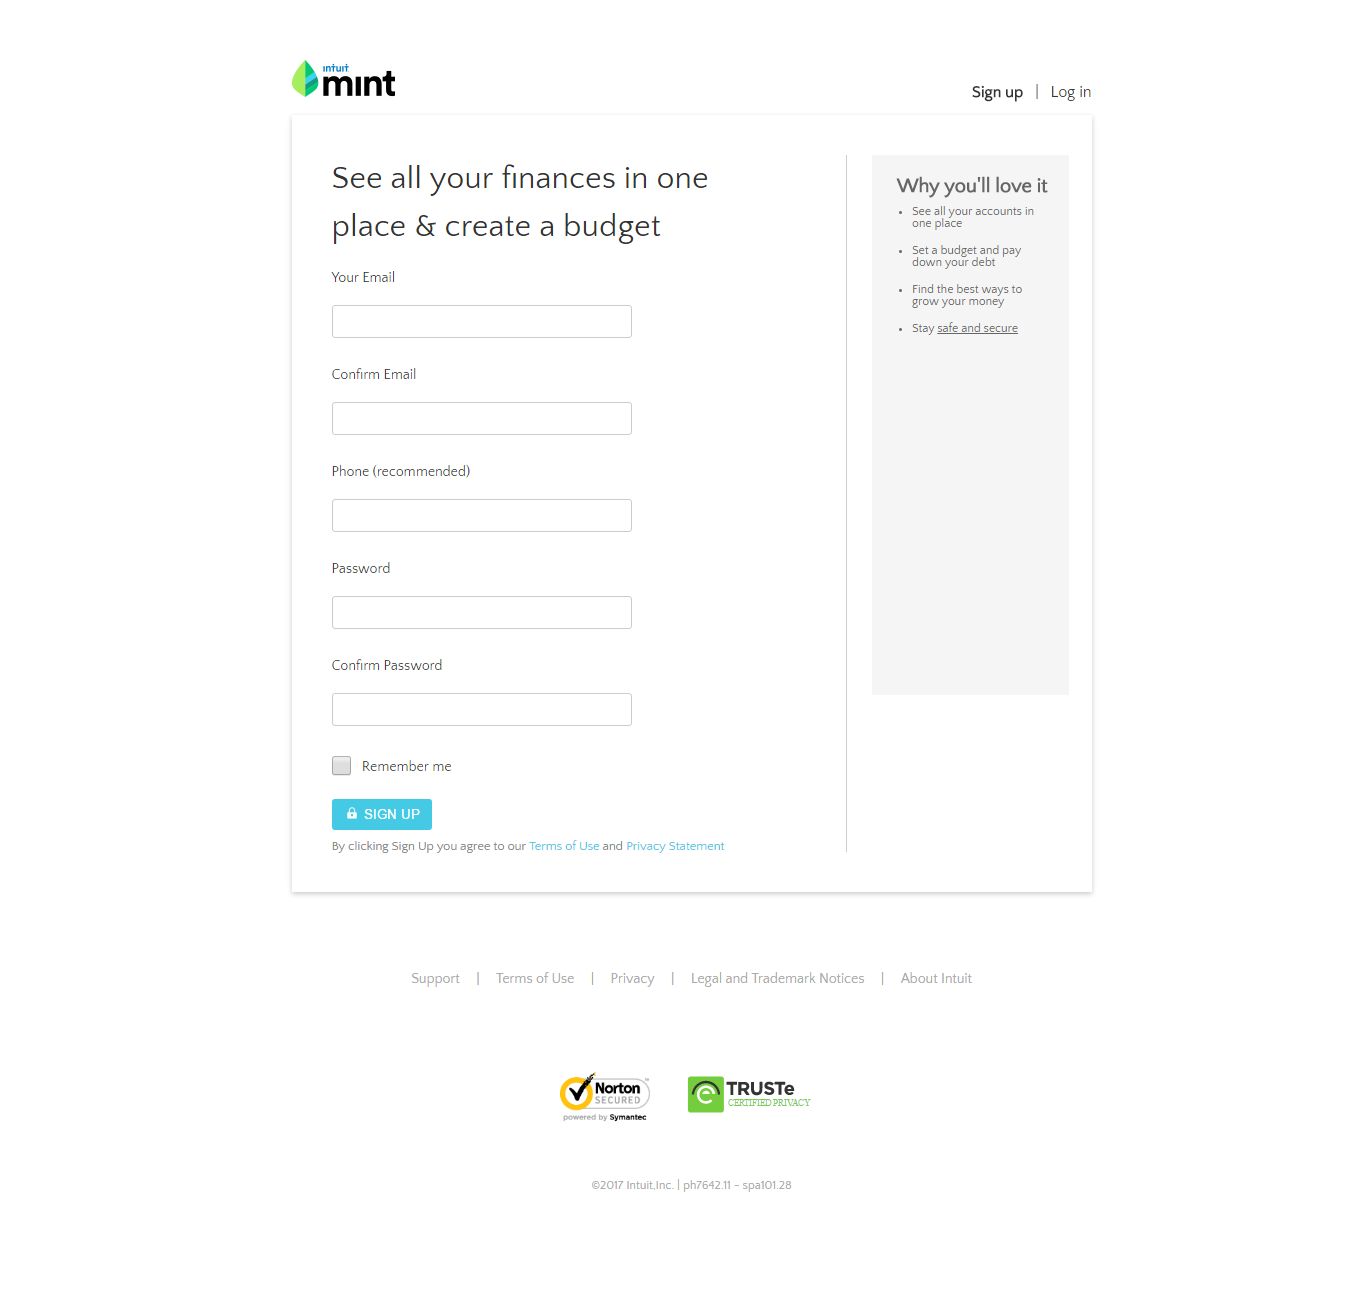 intuit
mint
Sign up | Log in
See all your finances in one
place & create a budget
Your Email
Confirm Email
Phone (recommended)
Password
Confirm Password
Remember me
SIGN UP
By clicking Sign Up you agree to our Terms of Use and Privacy Statement
Why you'll love it
• See all your accounts in
one place
• Set a budget and pay
down your debt
• Find the best ways to
grow your money
• Stay safe and secure
Support | Terms of Use | Privacy | Legal and Trademark Notices | About Intuit
Norton
SECURED
powered by Symantec
TRUSTe
CERTIFIED PRIVACY
©2017 Intuit,Inc. | ph7642.11 - spa101.28